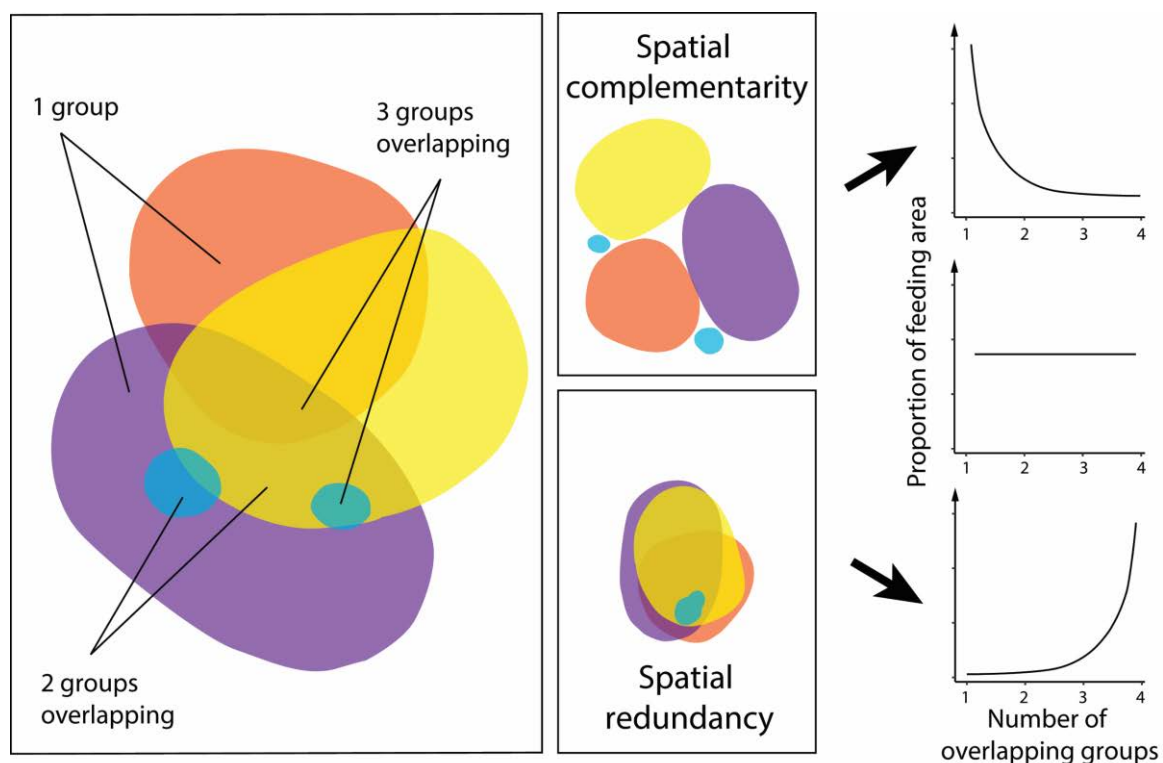 1 group
3 groups
overlapping
2 groups
overlapping
Spatial
complementarity
Spatial
redundancy
Proportion of feeding area
1 2 3 4
1 2 3 4
1 2 3 4
Number of
overlapping groups